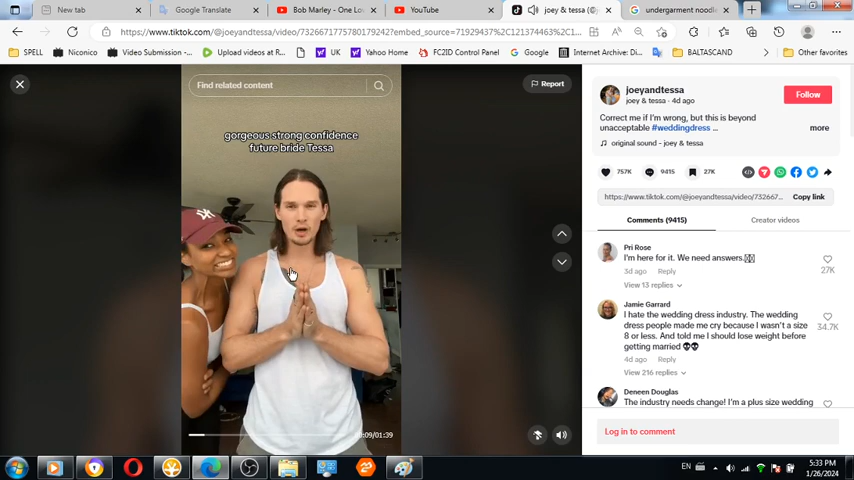 New tab
Google Translate
Bob Marley - One Lov
YouTube
joey & tessa (@j
undergarment noodle
https://www.tiktok.com/@joeyandtessa/video/7326671775780179242?embed_source=71929437%2C121374463%2C1...
SPELL
Niconico
Video Submission -...
Upload videos at R...
UK
Yahoo Home
FC2ID Control Panel
Google
Internet Archive: Di...
BALTASCAND
Other favorites
Find related content
Report
gorgeous strong confidence
future bride Tessa
:09/01:39
joeyandtessa
joey & tessa · 4d ago
Follow
Correct me if I'm wrong, but this is beyond
unacceptable #weddingdress ...
more
original sound - joey & tessa
757K
9415
27K
https://www.tiktok.com/@joeyandtessa/video/732667...
Copy link
Comments (9415)
Creator videos
Pri Rose
I'm here for it. We need answers.
3d ago Reply
27K
View 13 replies
Jamie Garrard
I hate the wedding dress industry. The wedding
dress people made me cry because I wasn't a size
8 or less. And told me I should lose weight before
getting married
34.7K
4d ago Reply
View 216 replies
Deneen Douglas
The industry needs change! I'm a plus size wedding
Log in to comment
EN
5:33 PM
1/26/2024